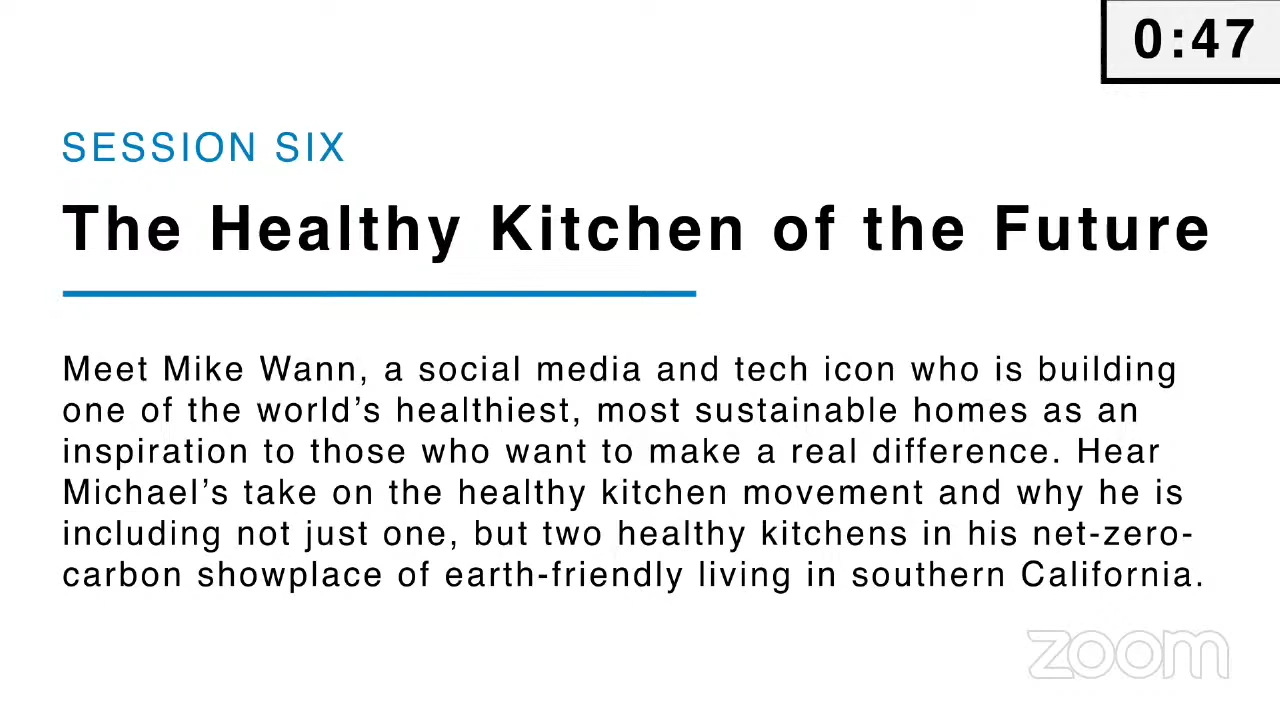 0:47
SESSION SIX
The Healthy Kitchen of the Future
Meet Mike Wann, a social media and tech icon who is building
one of the world’s healthiest, most sustainable homes as an
inspiration to those who want to make a real difference. Hear
Michael’s take on the healthy kitchen movement and why he is
including not just one, but two healthy kitchens in his net-zero-
carbon showplace of earth-friendly living in southern California.
zoom